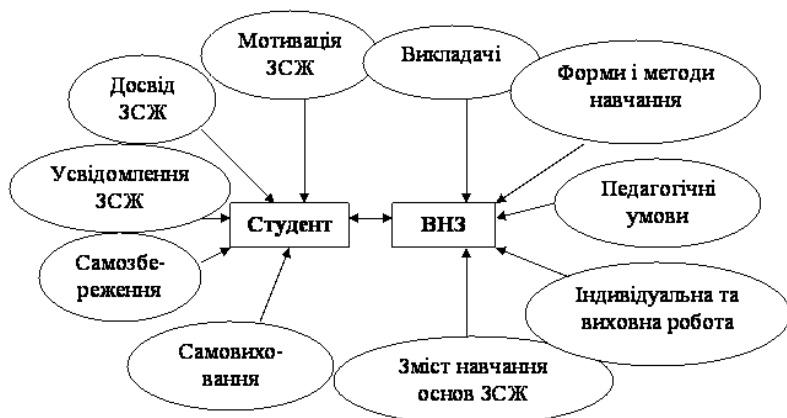 Мотивація
ЗСЖ
Викладачі
Форми і методи
навчання
Досвід
ЗСЖ
Усвідомлення
ЗСЖ
Педагогічні
умови
Студент
ВНЗ
Самозбе-
реження
Індивідуальна та
виховна робота
Самовихо-
вання
Зміст навчання
основ ЗСЖ